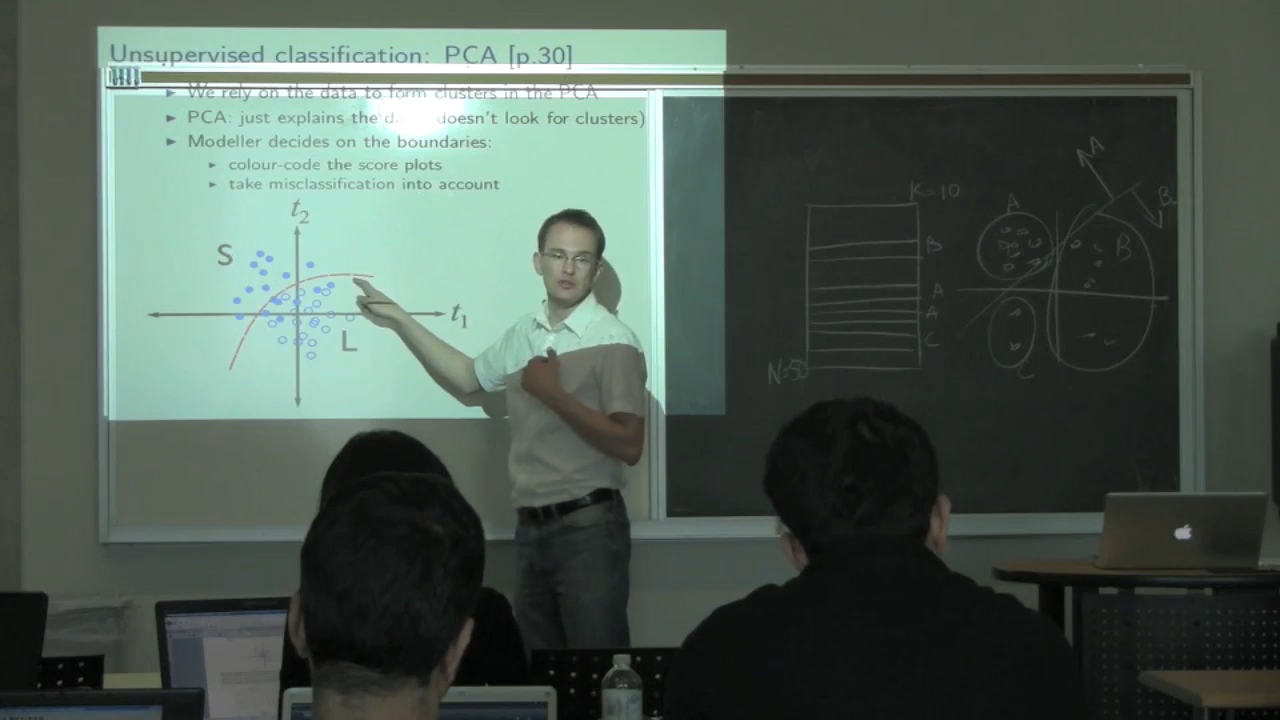 Unsupervised classification: PCA [p.30]
We rely on the data to form clusters in the PCA
PCA: just explains the doesn't look for clusters)
Modeller decides on the boundaries:
colour-code the score plots
take misclassification into account
t2
S
t1
L
K=10
N=50
B
A
A
C
A
B
C
A